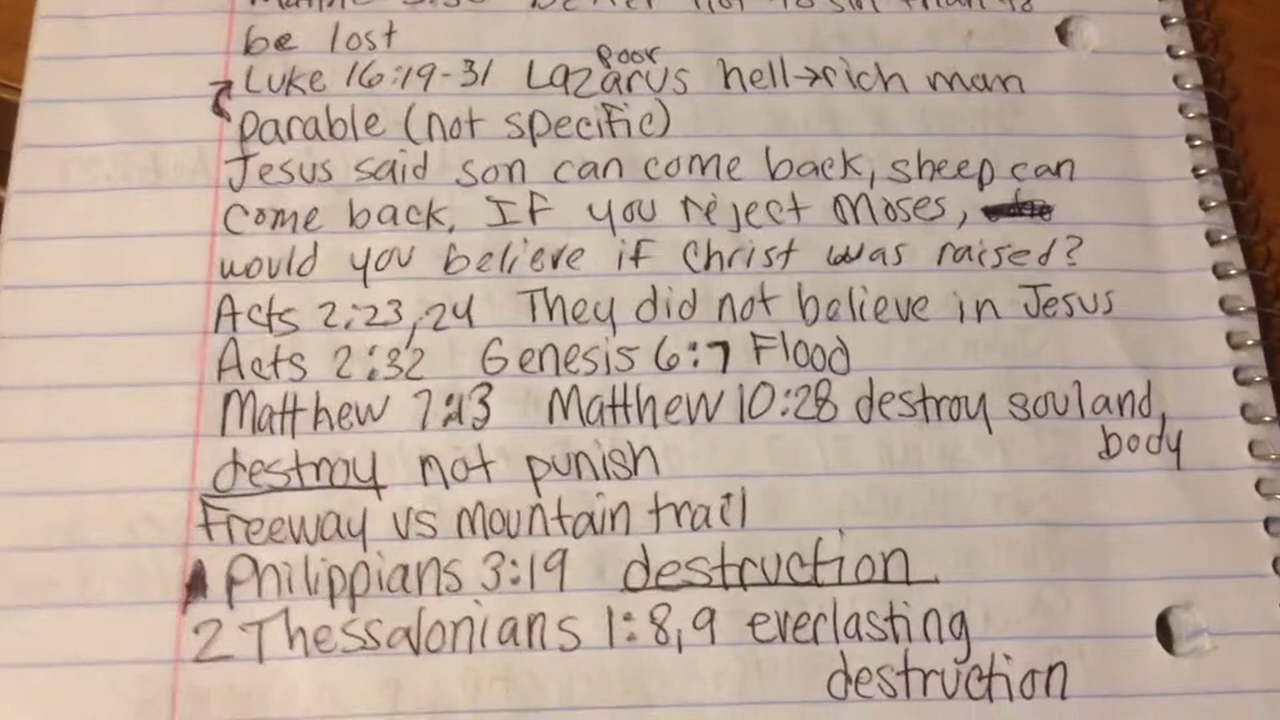 be lost
poor
Luke 16:19-31 Lazarus hell→rich man
parable (not specific)
Jesus said son can come back, sheep can
come back. If you reject Moses,
would you believe if Christ was raised?
Acts 2:23,24 They did not believe in Jesus
Acts 2:32 Genesis 6:7 Flood
Matthew 7:13 Matthew 10:28 destroy soul and
body
destroy not punish
Freeway vs mountain trail
Philippians 3:19 destruction
2 Thessalonians 1:8,9 everlasting
destruction